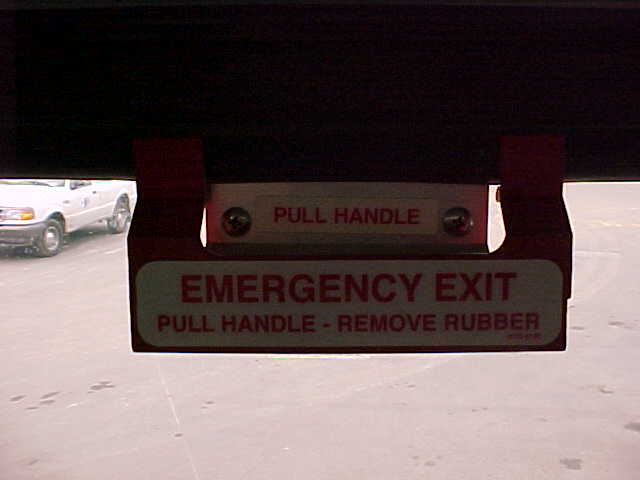 PULL HANDLE
EMERGENCY EXIT
PULL HANDLE - REMOVE RUBBER